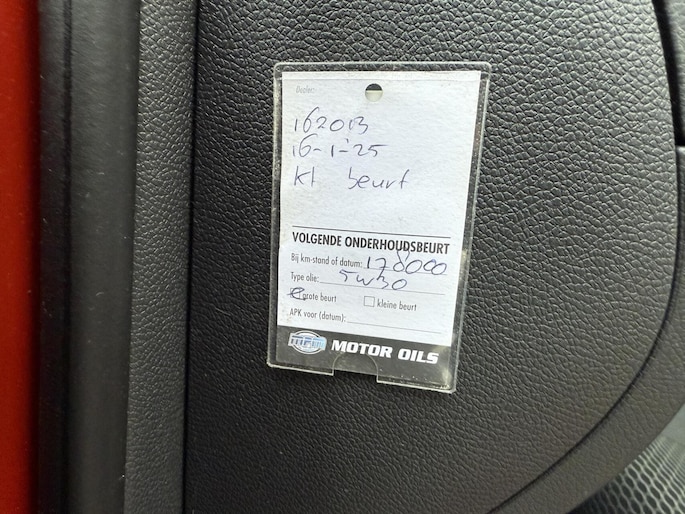 Dealer:
162013
16-1-25
kl beurt
VOLGENDE ONDERHOUDSBEURT
Bij km-stand of datum: 178000
Type olie: 5W30
grote beurt kleine beurt
APK voor (datum):
MPM MOTOR OILS